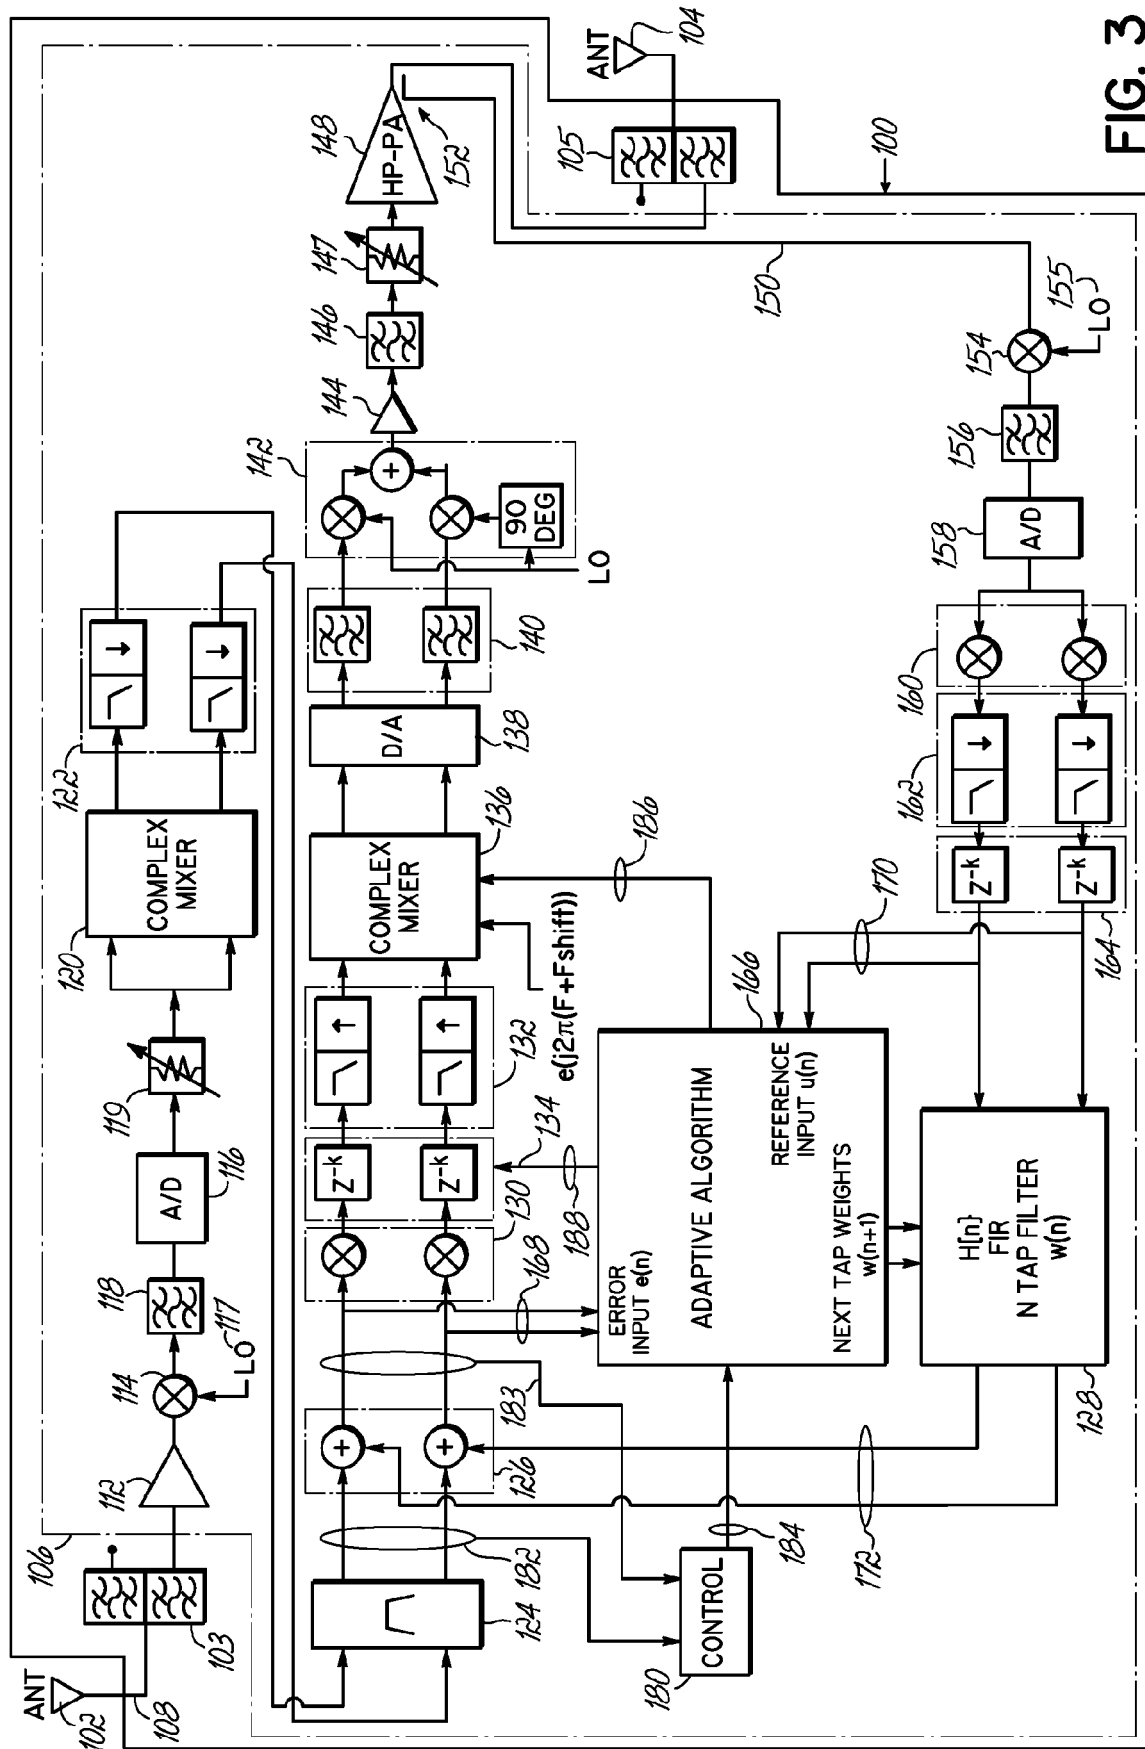 FIG. 3
ANT
102
108
103
106
112
114
LO
117
118
A/D
116
119
COMPLEX
MIXER
120
122
124
182
+
+
126
183
168
130
Z-k
Z-k
134
188
132
COMPLEX
MIXER
136
e(j2π(F+Fshift))
186
D/A
138
140
142
+
90
DEG
LO
144
146
147
HP-PA
148
152
ANT
104
105
100
150
154
LO
155
156
A/D
158
160
162
Z-k
Z-k
164
170
166
ERROR
INPUT e(n)
ADAPTIVE ALGORITHM
REFERENCE
INPUT u(n)
NEXT TAP WEIGHTS
w(n+1)
H[n}
FIR
N TAP FILTER
w(n)
128
172
184
CONTROL
180